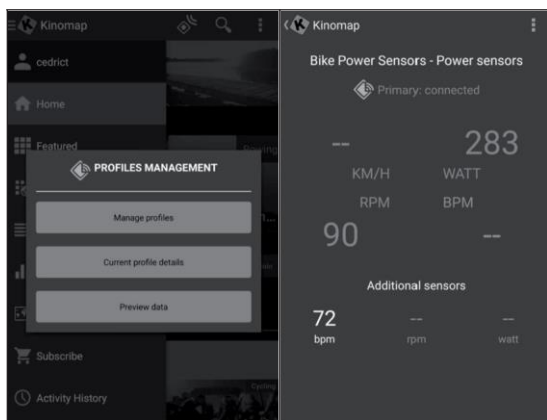 Kinomap
cedrict
Home
Featured
PROFILES MANAGEMENT
Manage profiles
Current profile details
Preview data
Subscribe
Activity History
Cycling
Kinomap
Bike Power Sensors - Power sensors
Primary: connected
-- 283
KM/H WATT
RPM BPM
90 --
Additional sensors
72 -- --
bpm rpm watt